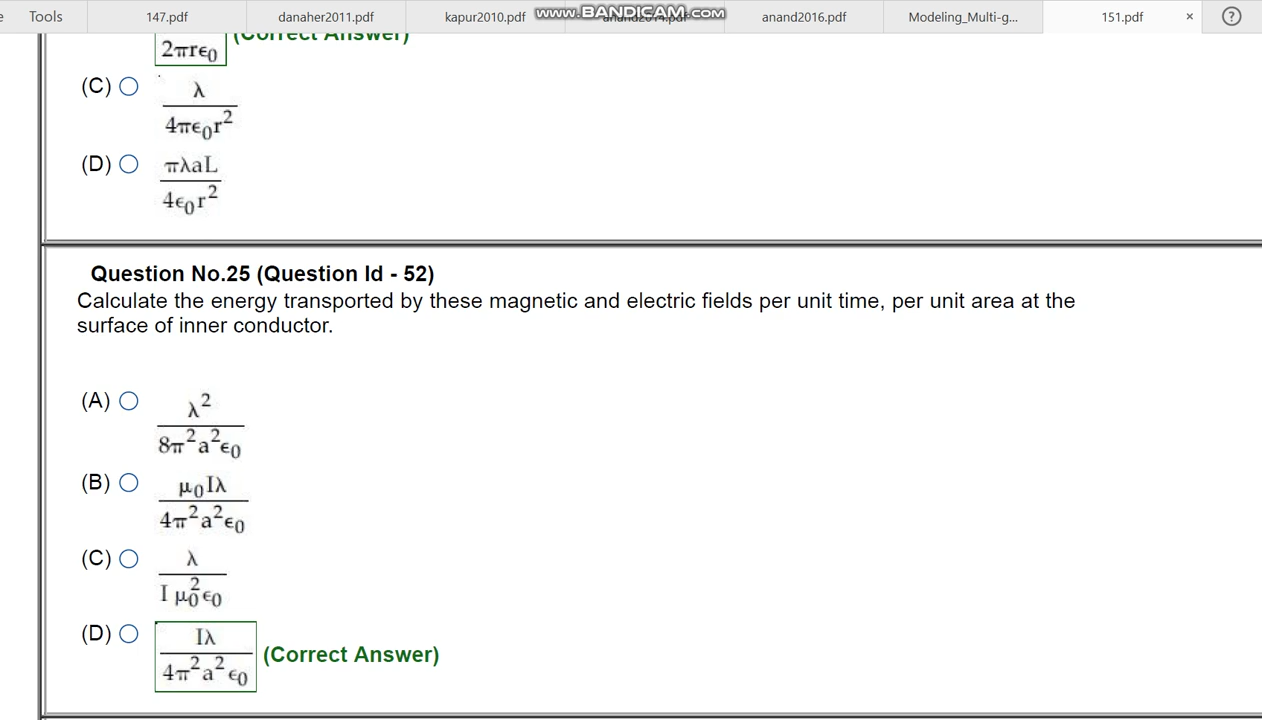 Tools 147.pdf danaher2011.pdf kapur2010.pdf www.BANDICAM.com anand2016.pdf Modeling_Multi-g... 151.pdf × ?
2πrϵ₀ (Correct Answer)
(C) λ
4πϵ₀r²
(D) πλaL
4ϵ₀r²
Question No.25 (Question Id - 52)
Calculate the energy transported by these magnetic and electric fields per unit time, per unit area at the
surface of inner conductor.
(A) λ²
8π²a²ϵ₀
(B) μ₀Iλ
4π²a²ϵ₀
(C) λ
I μ₀²ϵ₀
(D) Iλ
4π²a²ϵ₀ (Correct Answer)